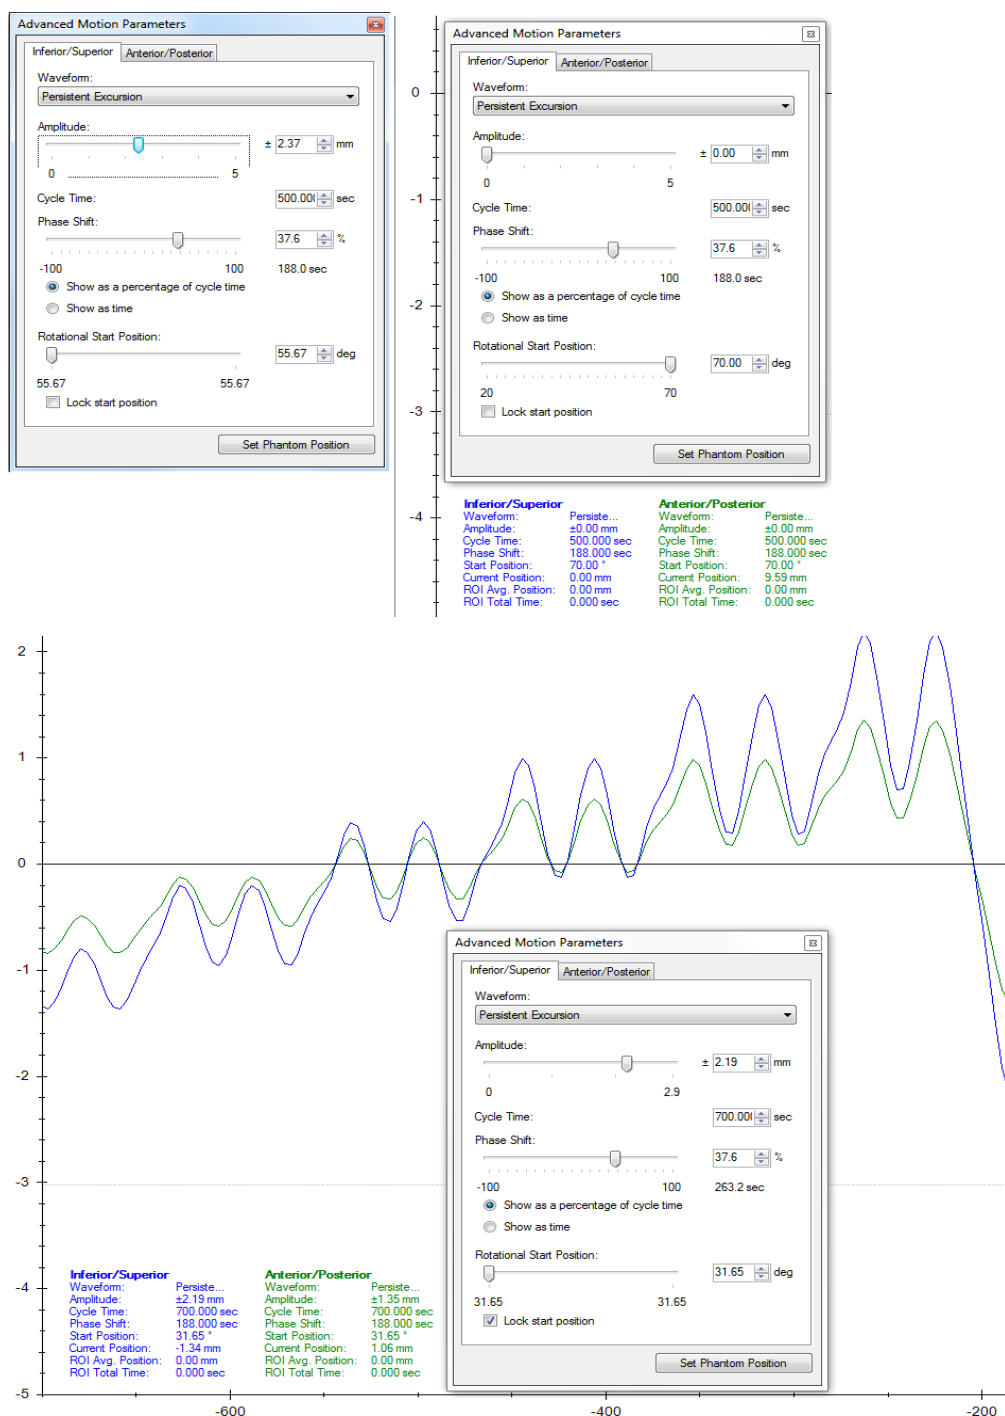 Advanced Motion Parameters
Inferior/Superior Anterior/Posterior
Waveform:
Persistent Excursion
Amplitude:
± 2.37 mm
0 5
Cycle Time: 500.00 sec
Phase Shift:
37.6 %
-100 100 188.0 sec
Show as a percentage of cycle time
Show as time
Rotational Start Position:
55.67 deg
55.67 55.67
Lock start position
Set Phantom Position
0
-1
-2
-3
-4
Advanced Motion Parameters
Inferior/Superior Anterior/Posterior
Waveform:
Persistent Excursion
Amplitude:
± 0.00 mm
0 5
Cycle Time: 500.00 sec
Phase Shift:
37.6 %
-100 100 188.0 sec
Show as a percentage of cycle time
Show as time
Rotational Start Position:
70.00 deg
20 70
Lock start position
Set Phantom Position
Inferior/Superior
Waveform: Persiste...
Amplitude: ±0.00 mm
Cycle Time: 500.000 sec
Phase Shift: 188.000 sec
Start Position: 70.00 °
Current Position: 0.00 mm
ROI Avg. Position: 0.00 mm
ROI Total Time: 0.000 sec
Anterior/Posterior
Waveform: Persiste...
Amplitude: ±0.00 mm
Cycle Time: 500.000 sec
Phase Shift: 188.000 sec
Start Position: 70.00 °
Current Position: 9.59 mm
ROI Avg. Position: 0.00 mm
ROI Total Time: 0.000 sec
2
1
0
-1
-2
-3
-4
-5
Advanced Motion Parameters
Inferior/Superior Anterior/Posterior
Waveform:
Persistent Excursion
Amplitude:
± 2.19 mm
0 2.9
Cycle Time: 700.00 sec
Phase Shift:
37.6 %
-100 100 263.2 sec
Show as a percentage of cycle time
Show as time
Rotational Start Position:
31.65 deg
31.65 31.65
Lock start position
Set Phantom Position
Inferior/Superior
Waveform: Persiste...
Amplitude: ±2.19 mm
Cycle Time: 700.000 sec
Phase Shift: 188.000 sec
Start Position: 31.65 °
Current Position: -1.34 mm
ROI Avg. Position: 0.00 mm
ROI Total Time: 0.000 sec
Anterior/Posterior
Waveform: Persiste...
Amplitude: ±1.35 mm
Cycle Time: 700.000 sec
Phase Shift: 188.000 sec
Start Position: 31.65 °
Current Position: 1.06 mm
ROI Avg. Position: 0.00 mm
ROI Total Time: 0.000 sec
-600 -400 -200